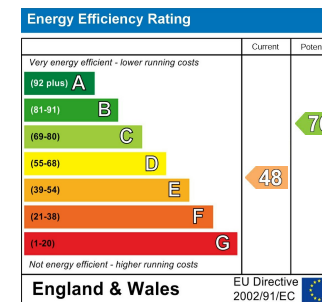 Energy Efficiency Rating
Current
Very energy efficient - lower running costs
(92 plus) A
(81-91) B
(69-80) C
(55-68) D
(39-54) E
(21-38) F
(1-20) G
48
Not energy efficient - higher running costs
England & Wales
EU Directive
2002/91/EC